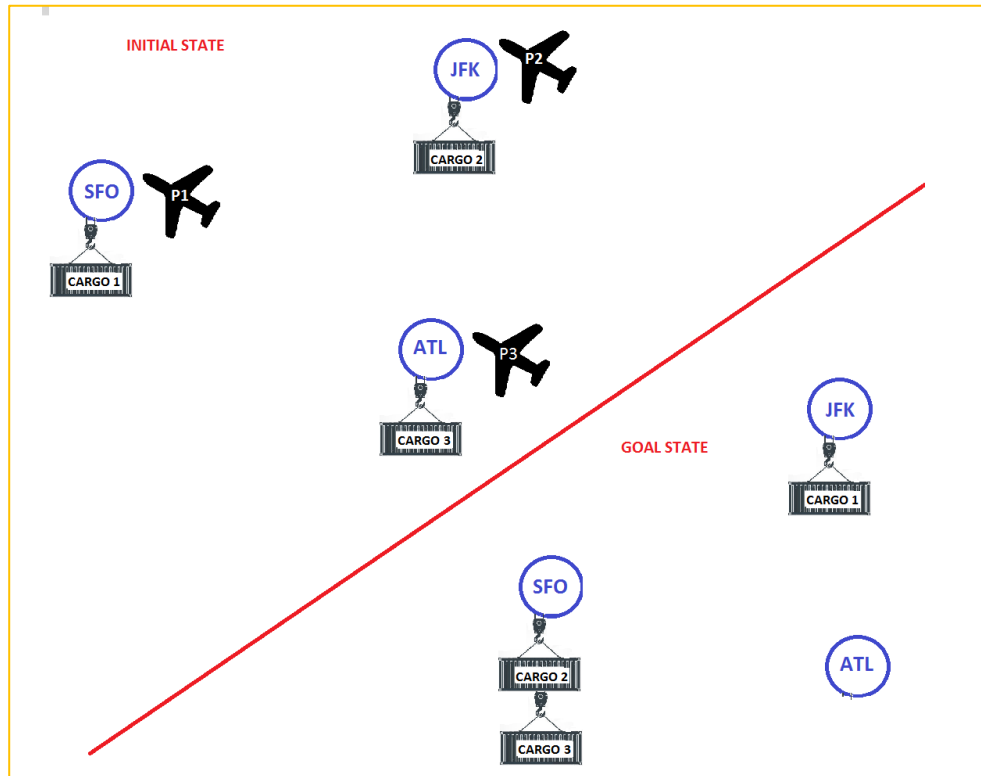 INITIAL STATE
JFK
P2
CARGO 2
SFO
P1
CARGO 1
ATL
P3
CARGO 3
GOAL STATE
JFK
CARGO 1
SFO
CARGO 2
CARGO 3
ATL